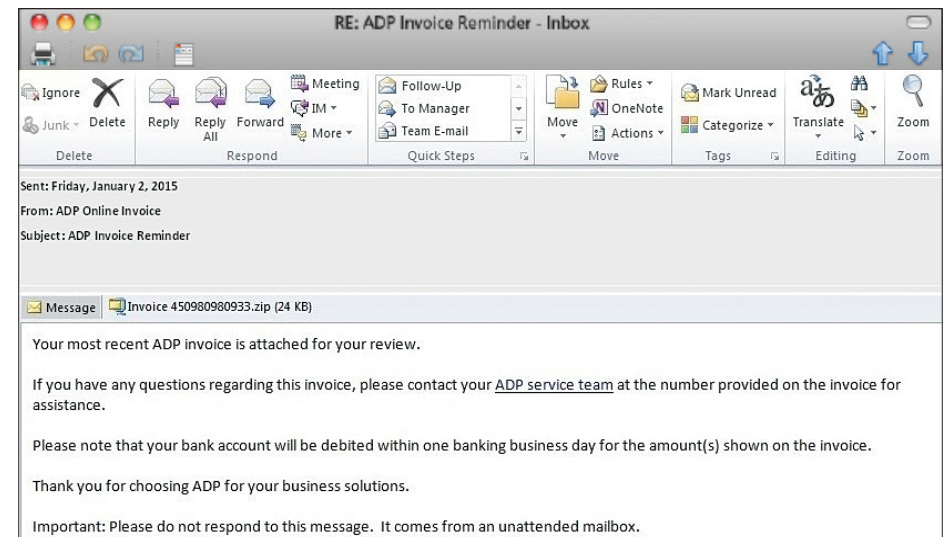 RE: ADP Invoice Reminder - Inbox
Ignore
Junk
Delete
Reply
Reply All
Forward
Meeting
IM
More
Follow-Up
To Manager
Team E-mail
Move
Rules
OneNote
Actions
Mark Unread
Categorize
Translate
Zoom
Delete
Respond
Quick Steps
Move
Tags
Editing
Zoom
Sent: Friday, January 2, 2015
From: ADP Online Invoice
Subject: ADP Invoice Reminder
Message
Invoice 450980980933.zip (24 KB)
Your most recent ADP invoice is attached for your review.
If you have any questions regarding this invoice, please contact your ADP service team at the number provided on the invoice for
assistance.
Please note that your bank account will be debited within one banking business day for the amount(s) shown on the invoice.
Thank you for choosing ADP for your business solutions.
Important: Please do not respond to this message. It comes from an unattended mailbox.